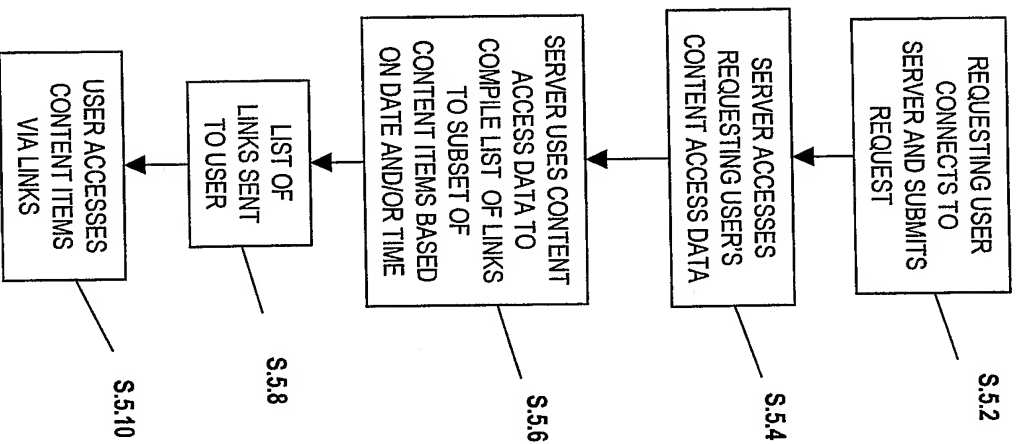 REQUESTING USER
CONNECTS TO
SERVER AND SUBMITS
REQUEST
S.5.2
SERVER ACCESSES
REQUESTING USER'S
CONTENT ACCESS DATA
S.5.4
SERVER USES CONTENT
ACCESS DATA TO
COMPILE LIST OF LINKS
TO SUBSET OF
CONTENT ITEMS BASED
ON DATE AND/OR TIME
S.5.6
LIST OF
LINKS SENT
TO USER
S.5.8
USER ACCESSES
CONTENT ITEMS
VIA LINKS
S.5.10